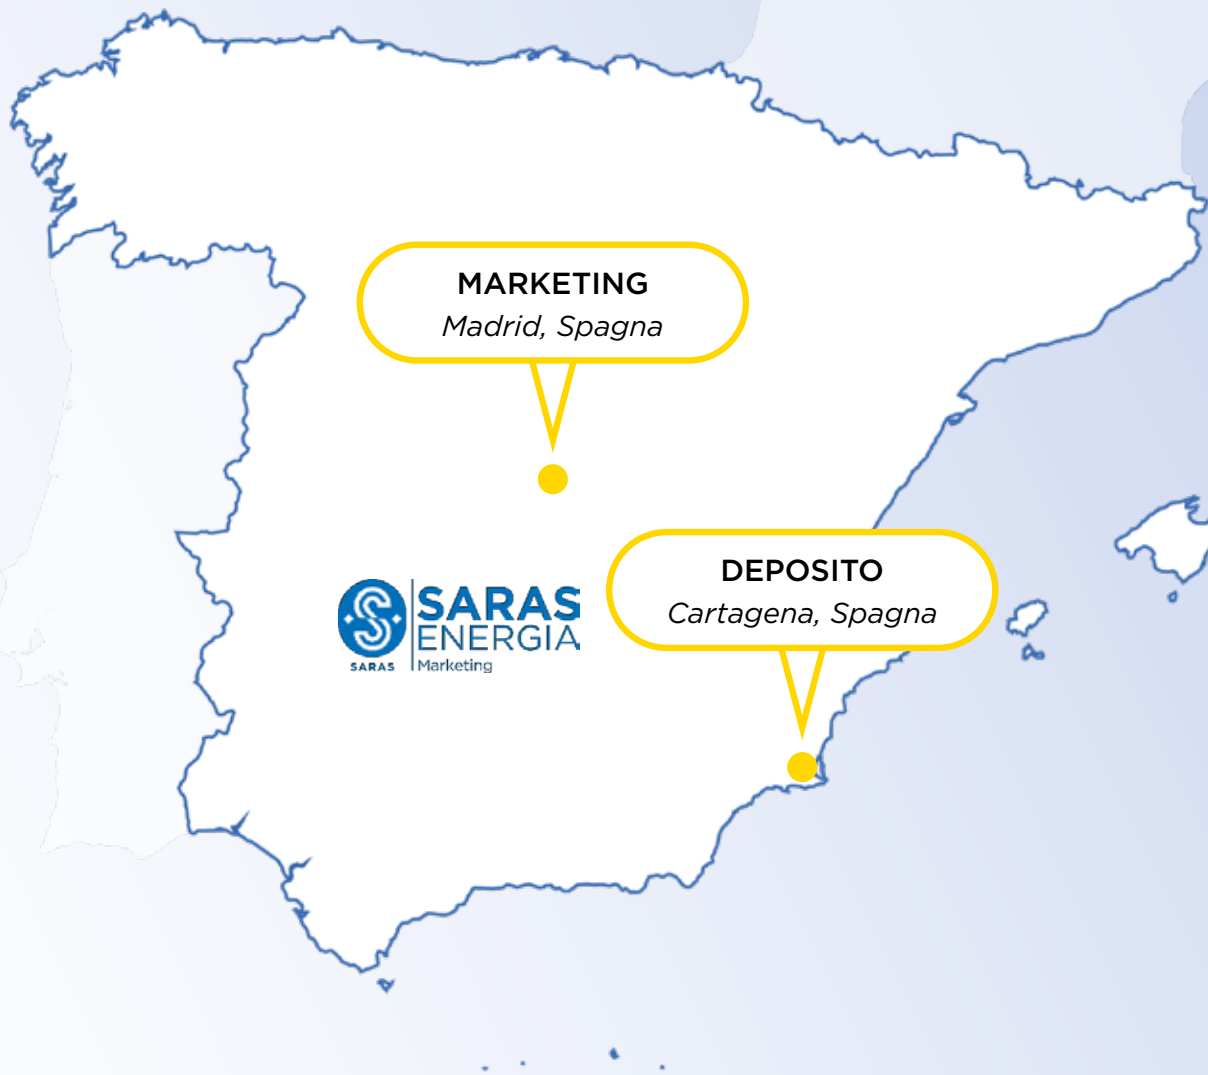 MARKETING
Madrid, Spagna
DEPOSITO
Cartagena, Spagna
SARAS
ENERGIA
SARAS
Marketing